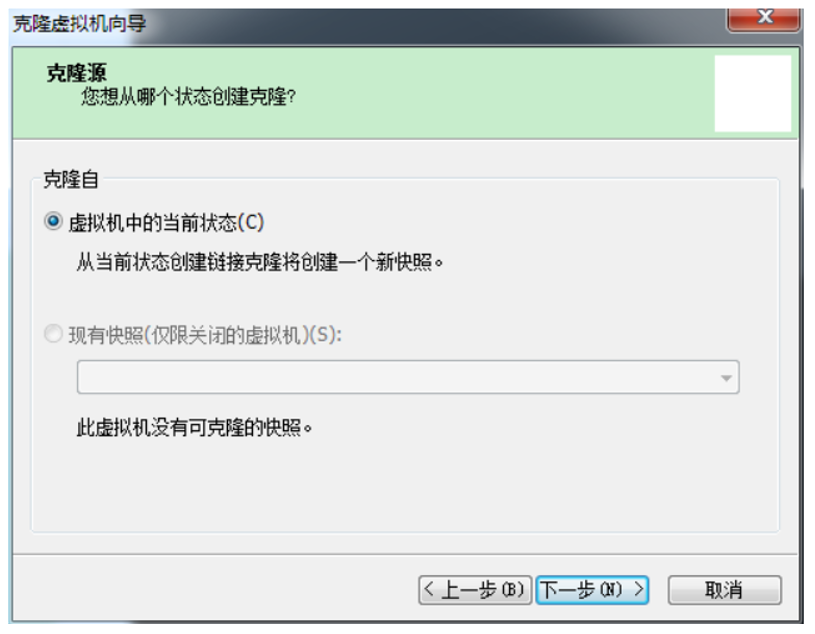 克隆虚拟机向导
克隆源
您想从哪个状态创建克隆?
克隆自
虚拟机中的当前状态(C)
从当前状态创建链接克隆将创建一个新快照。
现有快照(仅限关闭的虚拟机)(S):
此虚拟机没有可克隆的快照。
< 上一步(B) 下一步(N) > 取消